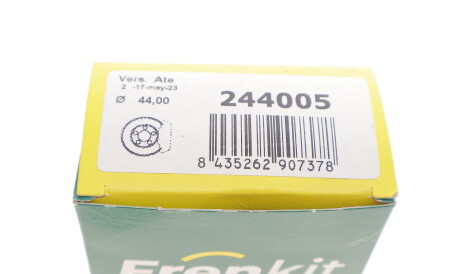 Vers. Ate
2 -17-may-23
Ø 44,00
244005
8 435262 907378
Frenkit